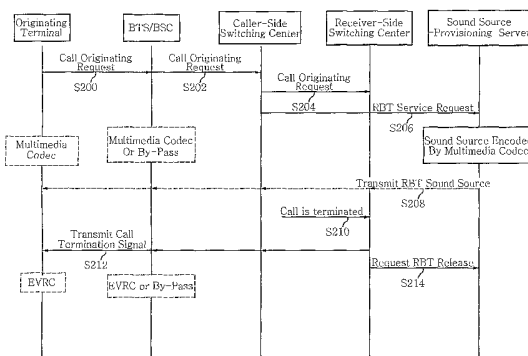 Originating
Terminal
BTS/BSC
Caller-Side
Switching Center
Receiver-Side
Switching Center
Sound Source
-Provisioning Server
Call Originating
Request
S200
Call Originating
Request
S202
Call Originating
Request
S204
RBT Service Request
S206
Multimedia
Codec
Multimedia Codec
Or By-Pass
Sound Source Encoded
By Multimedia Codec
Transmit RBT Sound Source
S208
Call is terminated
S210
Transmit Call
Termination Signal
S212
Request RBT Release
S214
EVRC
EVRC or By-Pass